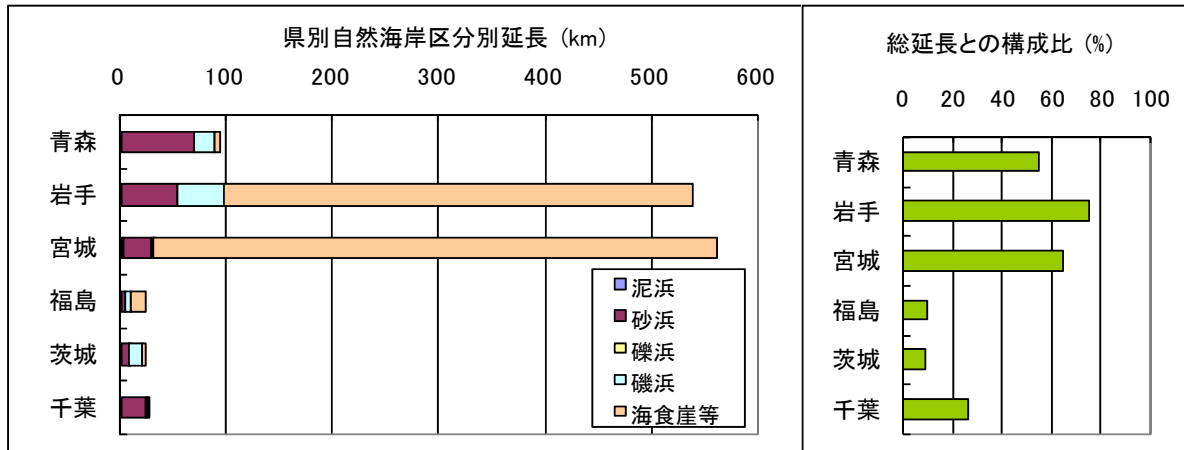 県別自然海岸区分別延長 (km)
0 100 200 300 400 500 600
青森
岩手
宮城
福島
茨城
千葉
泥浜
砂浜
礫浜
磯浜
海食崖等
総延長との構成比 (%)
0 20 40 60 80 100
青森
岩手
宮城
福島
茨城
千葉